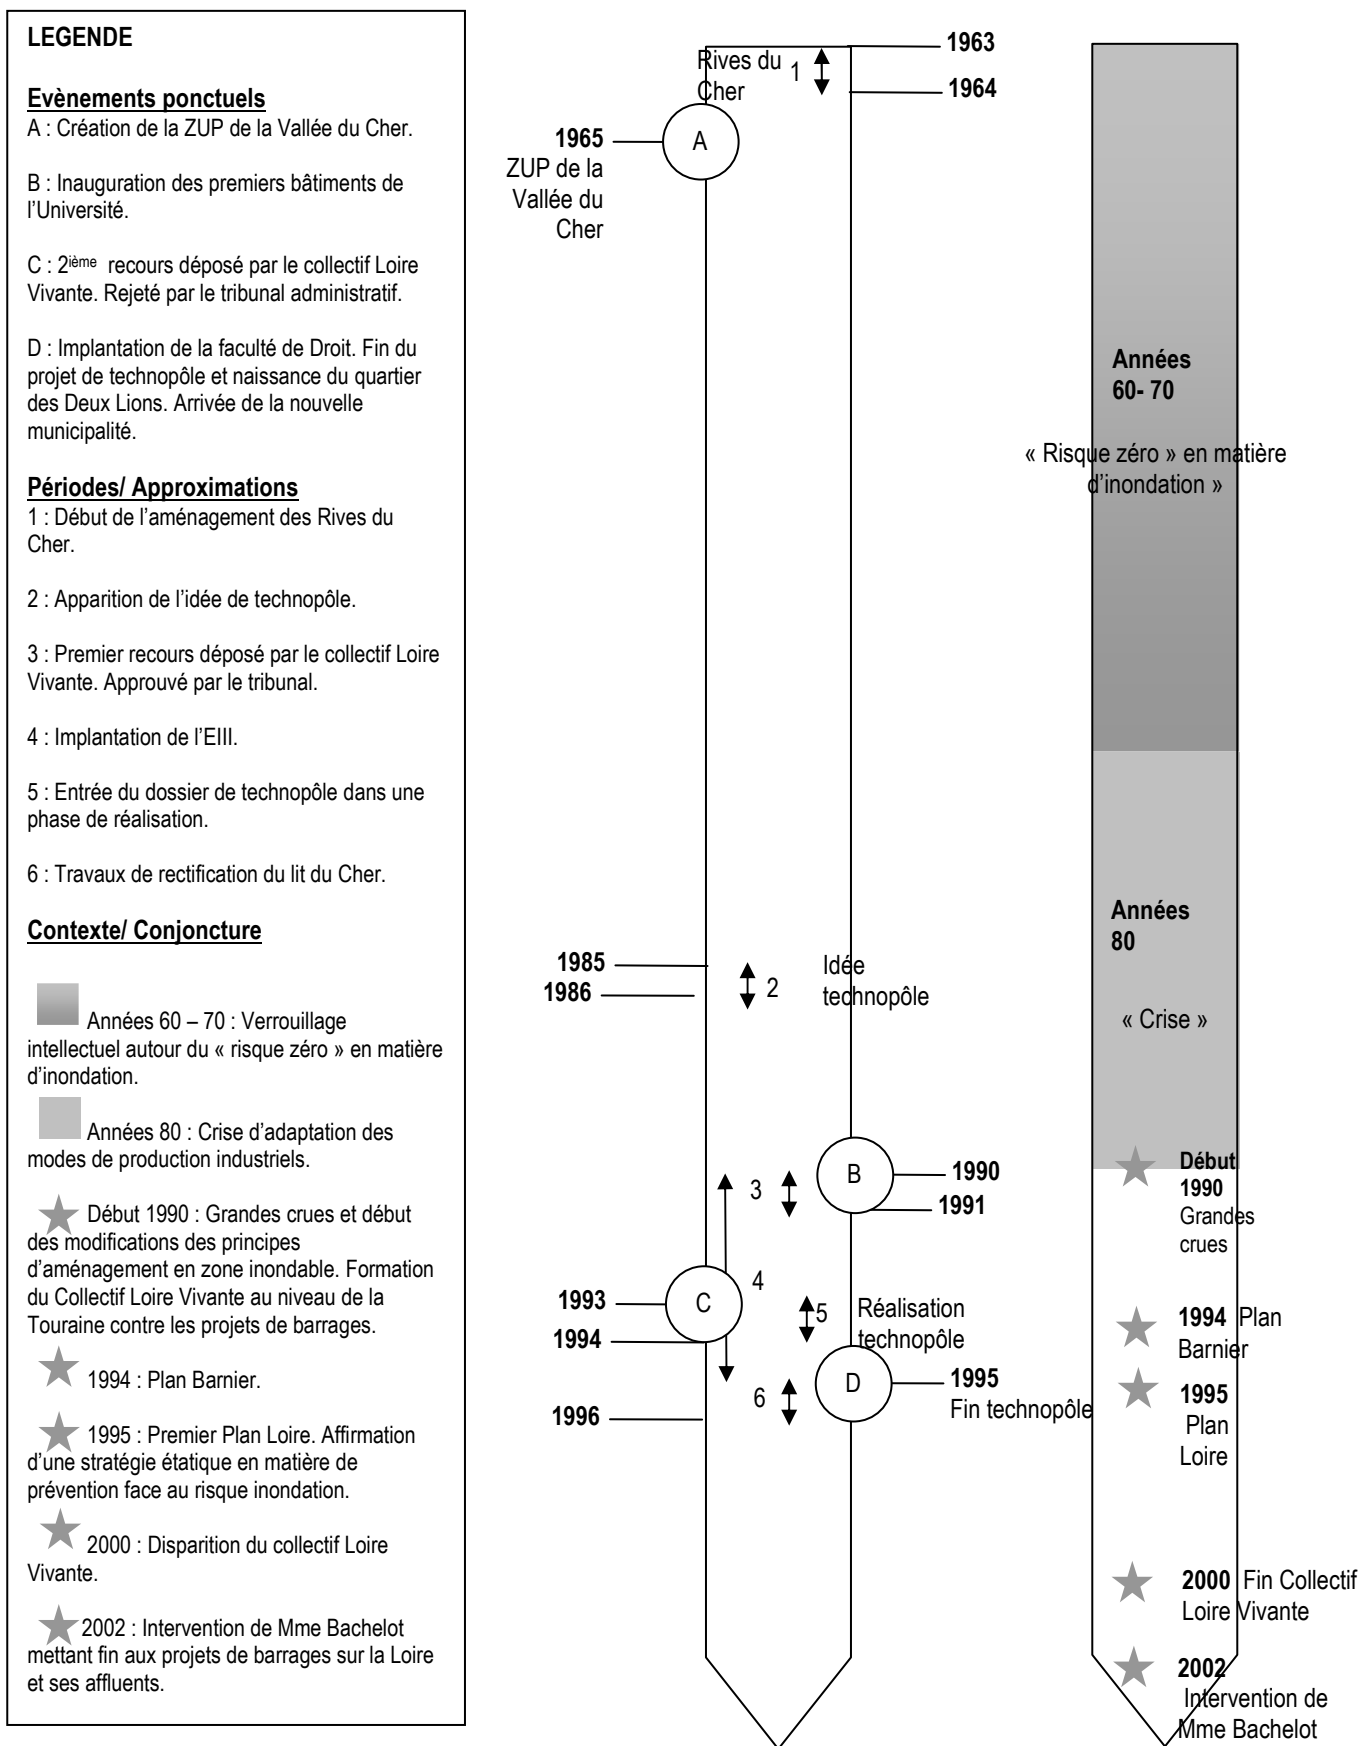 LEGENDE
Evènements ponctuels
A : Création de la ZUP de la Vallée du Cher.
B : Inauguration des premiers bâtiments de
l’Université.
C : 2ième recours déposé par le collectif Loire
Vivante. Rejeté par le tribunal administratif.
D : Implantation de la faculté de Droit. Fin du
projet de technopôle et naissance du quartier
des Deux Lions. Arrivée de la nouvelle
municipalité.
Périodes/ Approximations
1 : Début de l’aménagement des Rives du
Cher.
2 : Apparition de l’idée de technopôle.
3 : Premier recours déposé par le collectif Loire
Vivante. Approuvé par le tribunal.
4 : Implantation de l’EIII.
5 : Entrée du dossier de technopôle dans une
phase de réalisation.
6 : Travaux de rectification du lit du Cher.
Contexte/ Conjoncture
Années 60 – 70 : Verrouillage
intellectuel autour du « risque zéro » en matière
d’inondation.
Années 80 : Crise d’adaptation des
modes de production industriels.
Début 1990 : Grandes crues et début
des modifications des principes
d’aménagement en zone inondable. Formation
du Collectif Loire Vivante au niveau de la
Touraine contre les projets de barrages.
1994 : Plan Barnier.
1995 : Premier Plan Loire. Affirmation
d’une stratégie étatique en matière de
prévention face au risque inondation.
2000 : Disparition du collectif Loire
Vivante.
2002 : Intervention de Mme Bachelot
mettant fin aux projets de barrages sur la Loire
et ses affluents.
1963
Rives du
Cher
1
1964
1965
ZUP de la
Vallée du
Cher
A
1985
1986
2
Idée
technopôle
B
1990
1991
3
4
1993
1994
C
5
Réalisation
technopôle
D
1995
Fin technopôle
6
1996
Années
60- 70
« Risque zéro » en matière
d’inondation »
Années
80
« Crise »
Début
1990
Grandes
crues
1994 Plan
Barnier
1995
Plan
Loire
2000 Fin Collectif
Loire Vivante
2002
Intervention de
Mme Bachelot